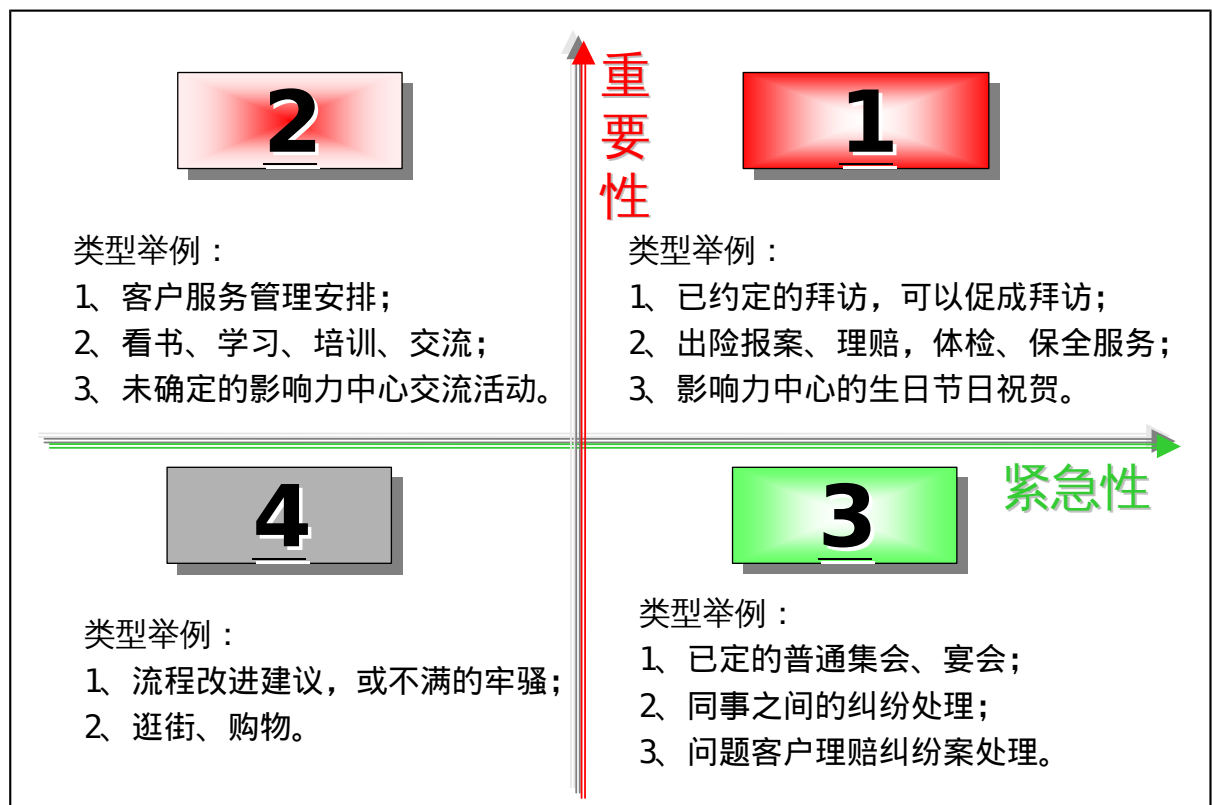 重要性
2
类型举例：
1、客户服务管理安排；
2、看书、学习、培训、交流；
3、未确定的影响力中心交流活动。
1
类型举例：
1、已约定的拜访，可以促成拜访；
2、出险报案、理赔，体检、保全服务；
3、影响力中心的生日节日祝贺。
紧急性
4
类型举例：
1、流程改进建议，或不满的牢骚；
2、逛街、购物。
3
类型举例：
1、已定的普通集会、宴会；
2、同事之间的纠纷处理；
3、问题客户理赔纠纷案处理。